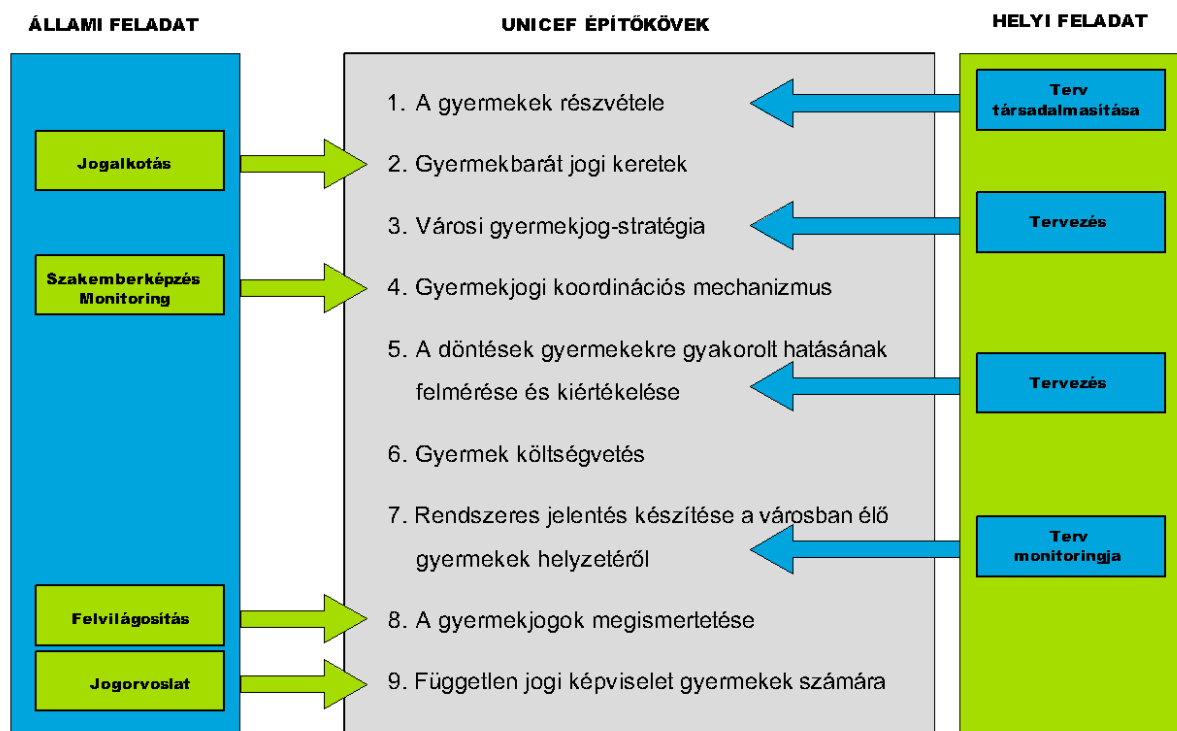 ÁLLAMI FELADAT
Jogalkotás
Szakemberképzés
Monitoring
Felvilágosítás
Jogorvoslat
UNICEF ÉPÍTŐKÖVEK
1. A gyermekek részvétele
2. Gyermekbarát jogi keretek
3. Városi gyermekjog-stratégia
4. Gyermekjogi koordinációs mechanizmus
5. A döntések gyermekekre gyakorolt hatásának
felmérése és kiértékelése
6. Gyermek költségvetés
7. Rendszeres jelentés készítése a városban élő
gyermekek helyzetéről
8. A gyermekjogok megismertetése
9. Független jogi képviselet gyermekek számára
HELYI FELADAT
Terv
társadalmasítása
Tervezés
Tervezés
Terv
monitoringja